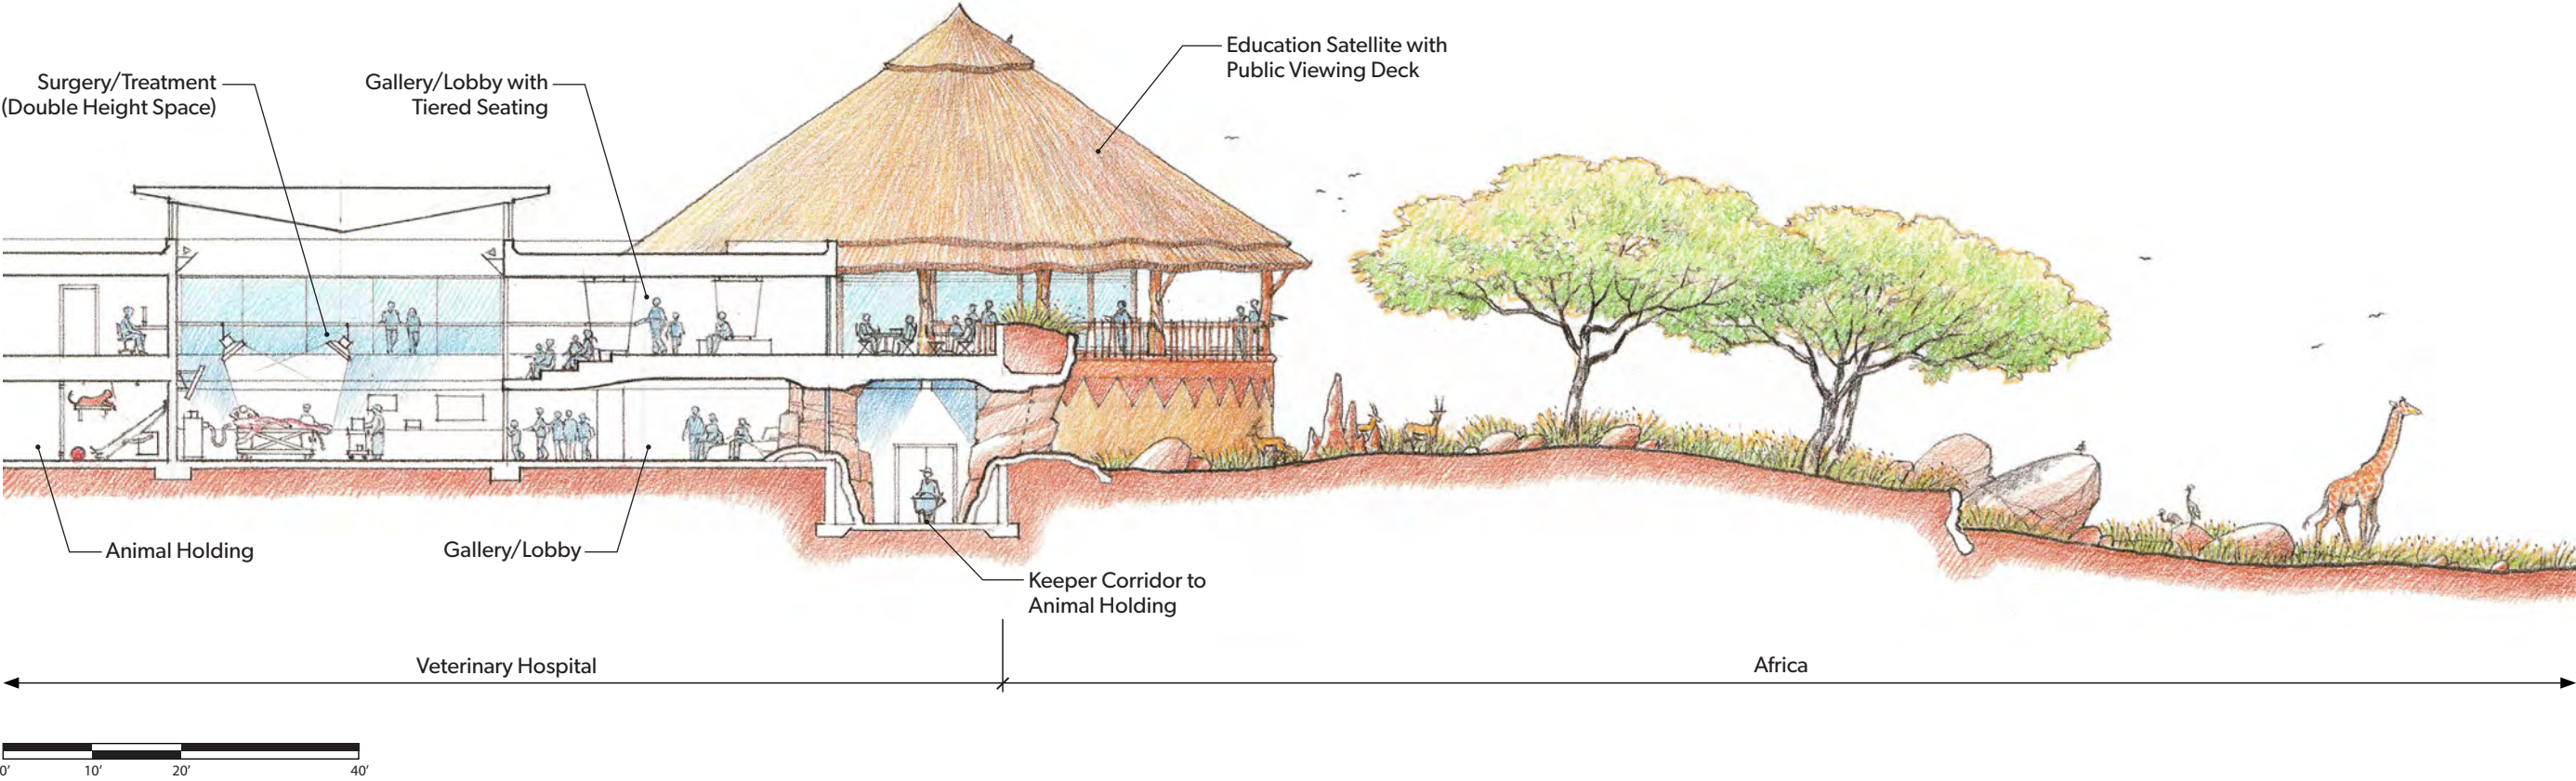 Education Satellite with
Public Viewing Deck
Surgery/Treatment
(Double Height Space)
Gallery/Lobby with
Tiered Seating
Animal Holding
Gallery/Lobby
Keeper Corridor to
Animal Holding
Veterinary Hospital
Africa
0’ 10’ 20’ 40’